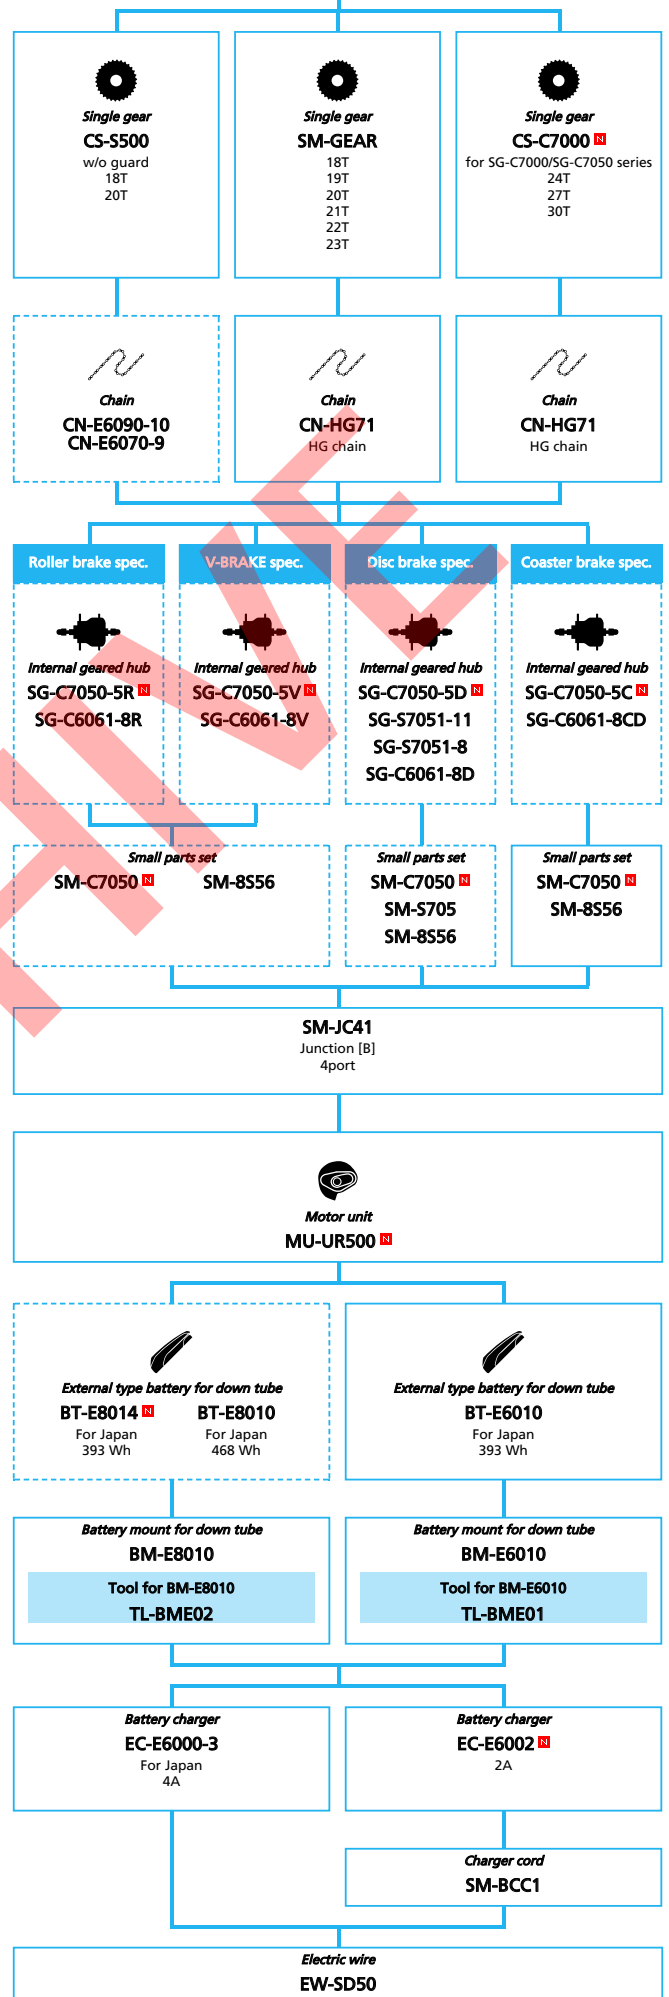 Single gear
CS-S500
w/o guard
18T
20T
Single gear
SM-GEAR
18T
19T
20T
21T
22T
23T
Single gear
CS-C7000 N
for SG-C7000/SG-C7050 series
24T
27T
30T
Chain
CN-E6090-10
CN-E6070-9
Chain
CN-HG71
HG chain
Chain
CN-HG71
HG chain
Roller brake spec.
Internal geared hub
SG-C7050-5R N
SG-C6061-8R
V-BRAKE spec.
Internal geared hub
SG-C7050-5V N
SG-C6061-8V
Disc brake spec.
Internal geared hub
SG-C7050-5D N
SG-S7051-11
SG-S7051-8
SG-C6061-8D
Coaster brake spec.
Internal geared hub
SG-C7050-5C N
SG-C6061-8CD
Small parts set
SM-C7050 N SM-8S56
Small parts set
SM-C7050 N
SM-S705
SM-8S56
Small parts set
SM-C7050 N
SM-8S56
SM-JC41
Junction [B]
4port
Motor unit
MU-UR500 N
External type battery for down tube
BT-E8014 N
For Japan
393 Wh
BT-E8010
For Japan
468 Wh
External type battery for down tube
BT-E6010
For Japan
393 Wh
Battery mount for down tube
BM-E8010
Tool for BM-E8010
TL-BME02
Battery mount for down tube
BM-E6010
Tool for BM-E6010
TL-BME01
Battery charger
EC-E6000-3
For Japan
4A
Battery charger
EC-E6002 N
2A
Charger cord
SM-BCC1
Electric wire
EW-SD50
HIVE